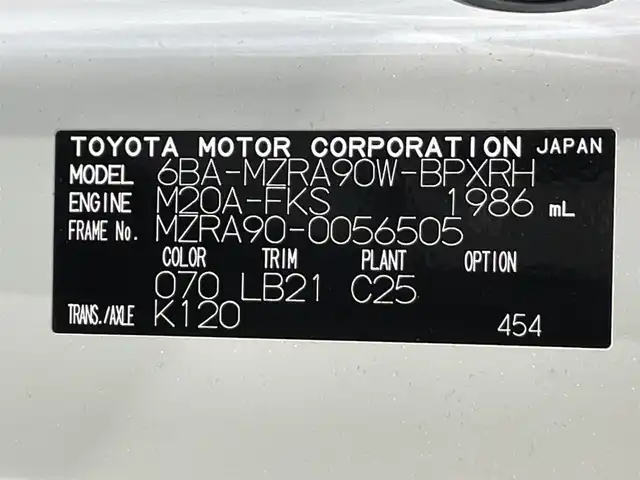 TOYOTA MOTOR CORPORATION JAPAN
MODEL 6BA-MZRA90W-BPXRH
ENGINE M20A-FKS 1986 mL
FRAME No. MZRA90-0056505
COLOR TRIM PLANT OPTION
070 LB21 C25
TRANS./AXLE K120
454